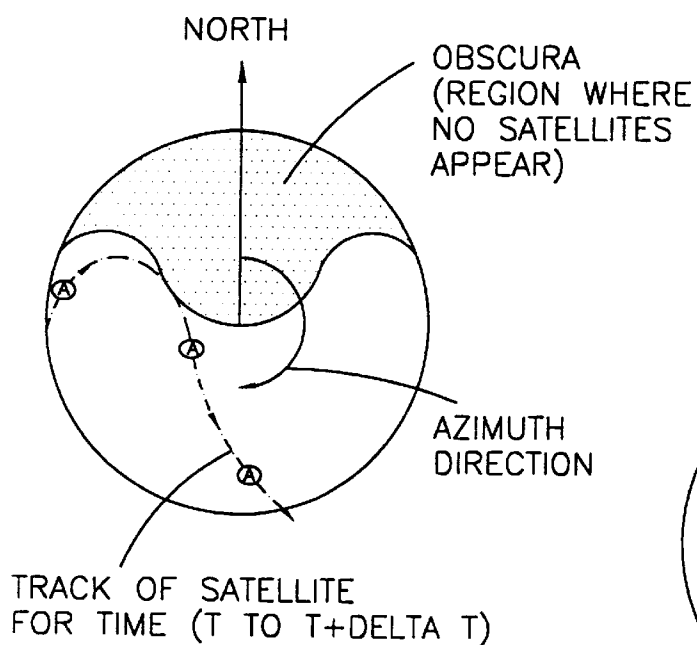 NORTH
OBSCURA
(REGION WHERE
NO SATELLITES
APPEAR)
A
A
A
AZIMUTH
DIRECTION
TRACK OF SATELLITE
FOR TIME (T TO T+DELTA T)